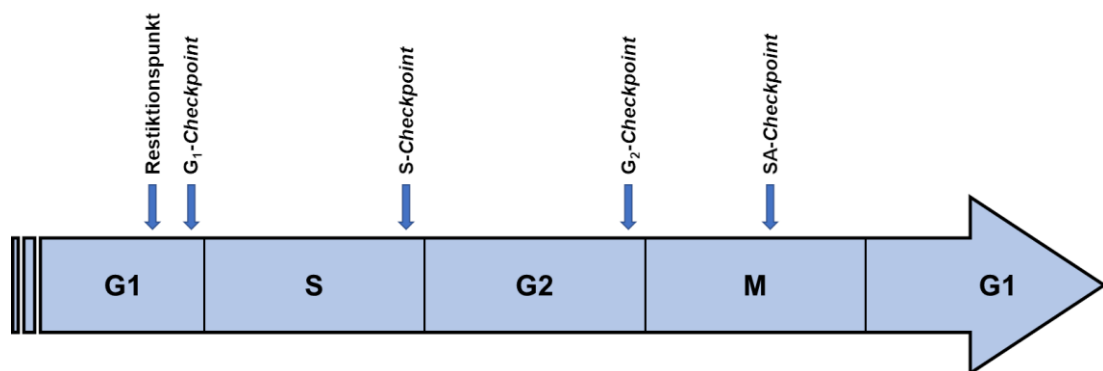 Restiktionspunkt
G₁-Checkpoint
S-Checkpoint
G₂-Checkpoint
SA-Checkpoint
G1
S
G2
M
G1